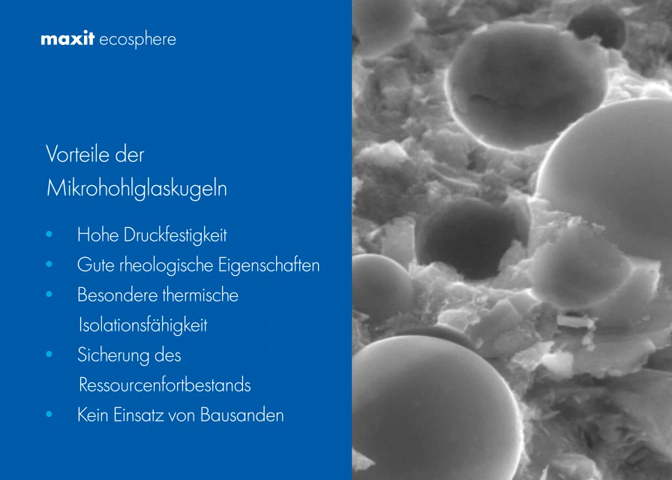 maxit ecosphere
Vorteile der
Mikrohohlglaskugeln
• Hohe Druckfestigkeit
• Gute rheologische Eigenschaften
• Besondere thermische
Isolationsfähigkeit
• Sicherung des
Ressourcenfortbestands
• Kein Einsatz von Bausanden